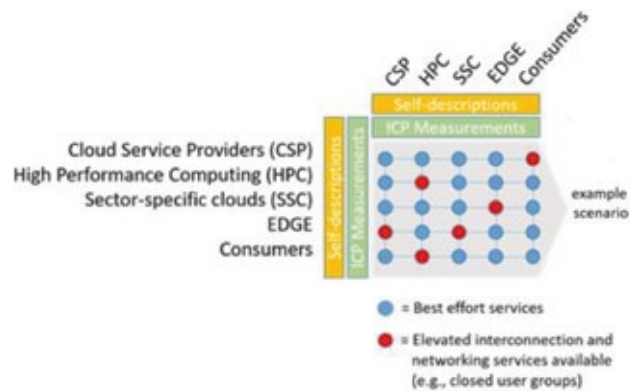 CSP
HPC
SSC
EDGE
Consumers
Self-descriptions
ICP Measurements
Cloud Service Providers (CSP)
High Performance Computing (HPC)
Sector-specific clouds (SSC)
EDGE
Consumers
Self-descriptions
ICP Measurements
example
scenario
= Best effort services
= Elevated interconnection and
networking services available
(e.g., closed user groups)